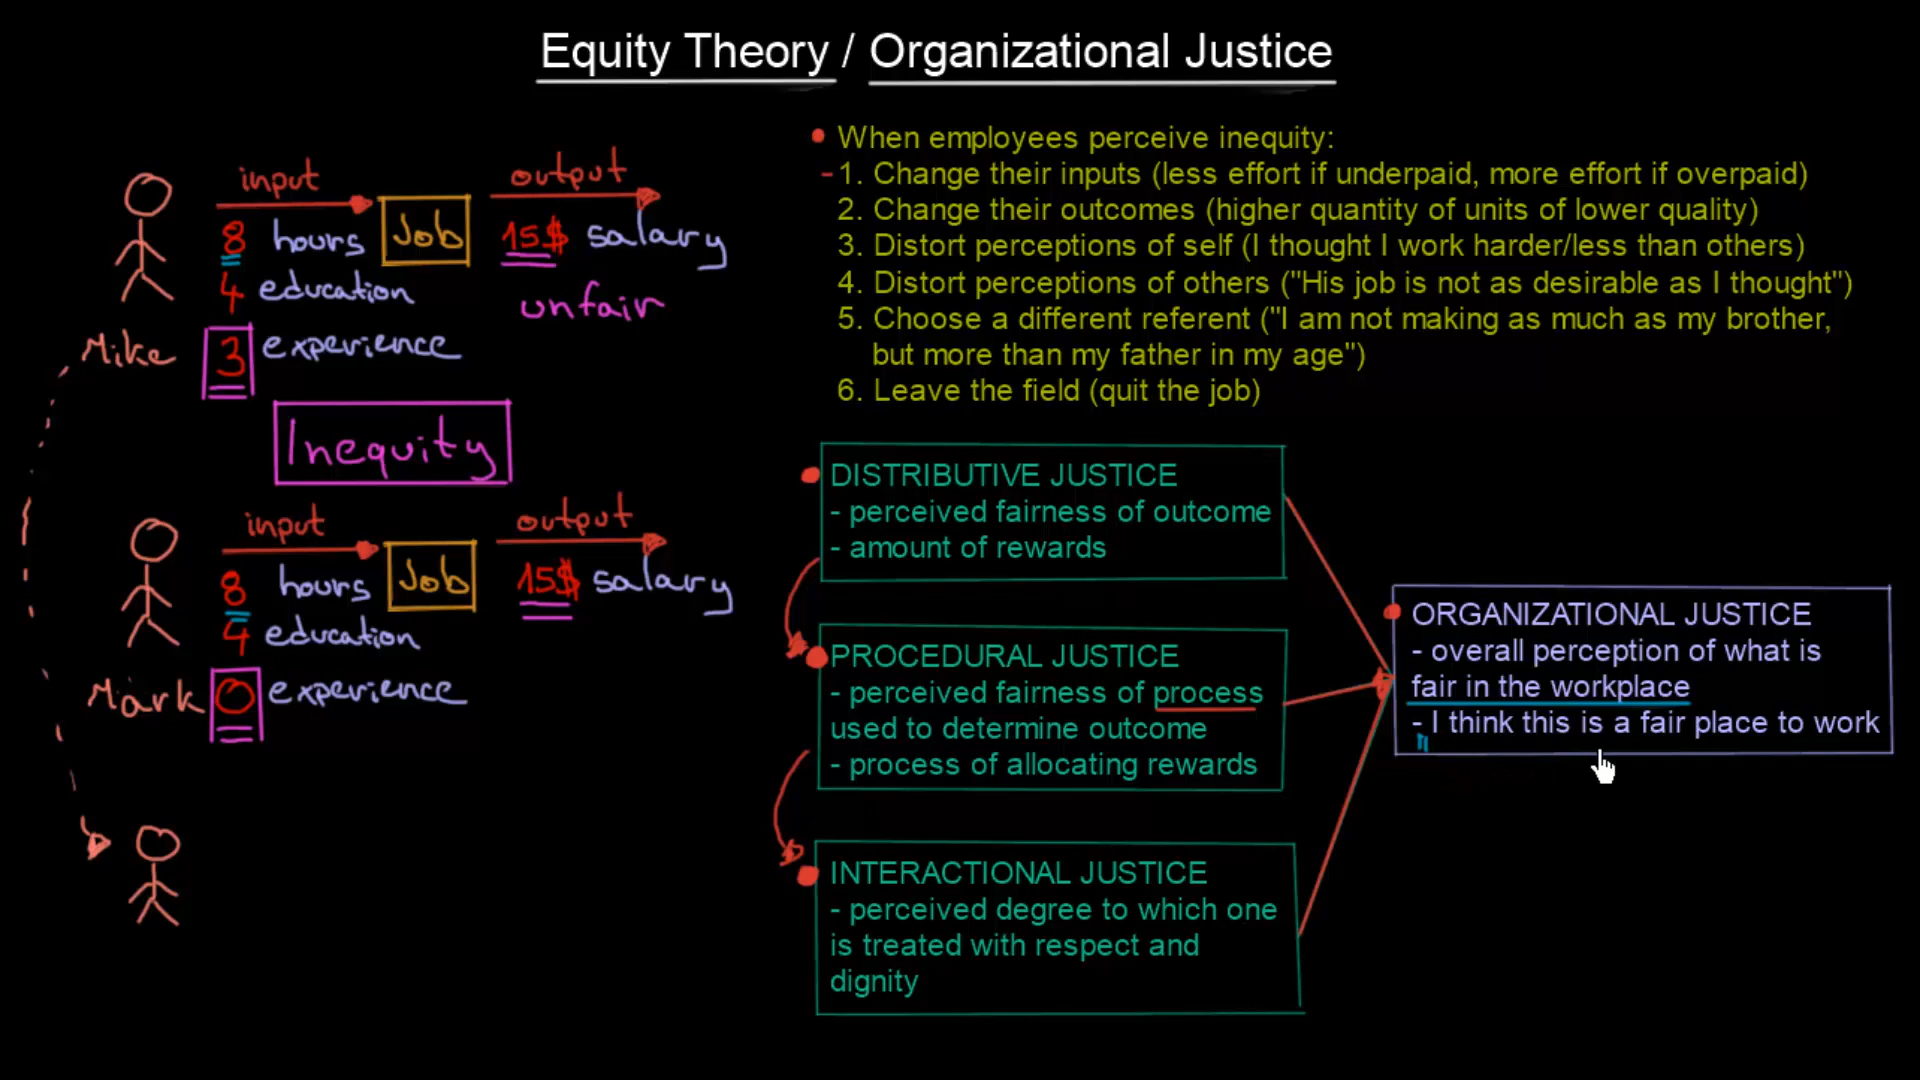 Equity Theory / Organizational Justice
input
output
8 hours
Job
15$ salary
4 education
unfair
Mike
3 experience
Inequity
input
output
8 hours
Job
15$ salary
4 education
Mark
0 experience
When employees perceive inequity:
- 1. Change their inputs (less effort if underpaid, more effort if overpaid)
2. Change their outcomes (higher quantity of units of lower quality)
3. Distort perceptions of self (I thought I work harder/less than others)
4. Distort perceptions of others ("His job is not as desirable as I thought")
5. Choose a different referent ("I am not making as much as my brother,
but more than my father in my age")
6. Leave the field (quit the job)
DISTRIBUTIVE JUSTICE
- perceived fairness of outcome
- amount of rewards
PROCEDURAL JUSTICE
- perceived fairness of process
used to determine outcome
- process of allocating rewards
INTERACTIONAL JUSTICE
- perceived degree to which one
is treated with respect and
dignity
ORGANIZATIONAL JUSTICE
- overall perception of what is
fair in the workplace
- I think this is a fair place to work